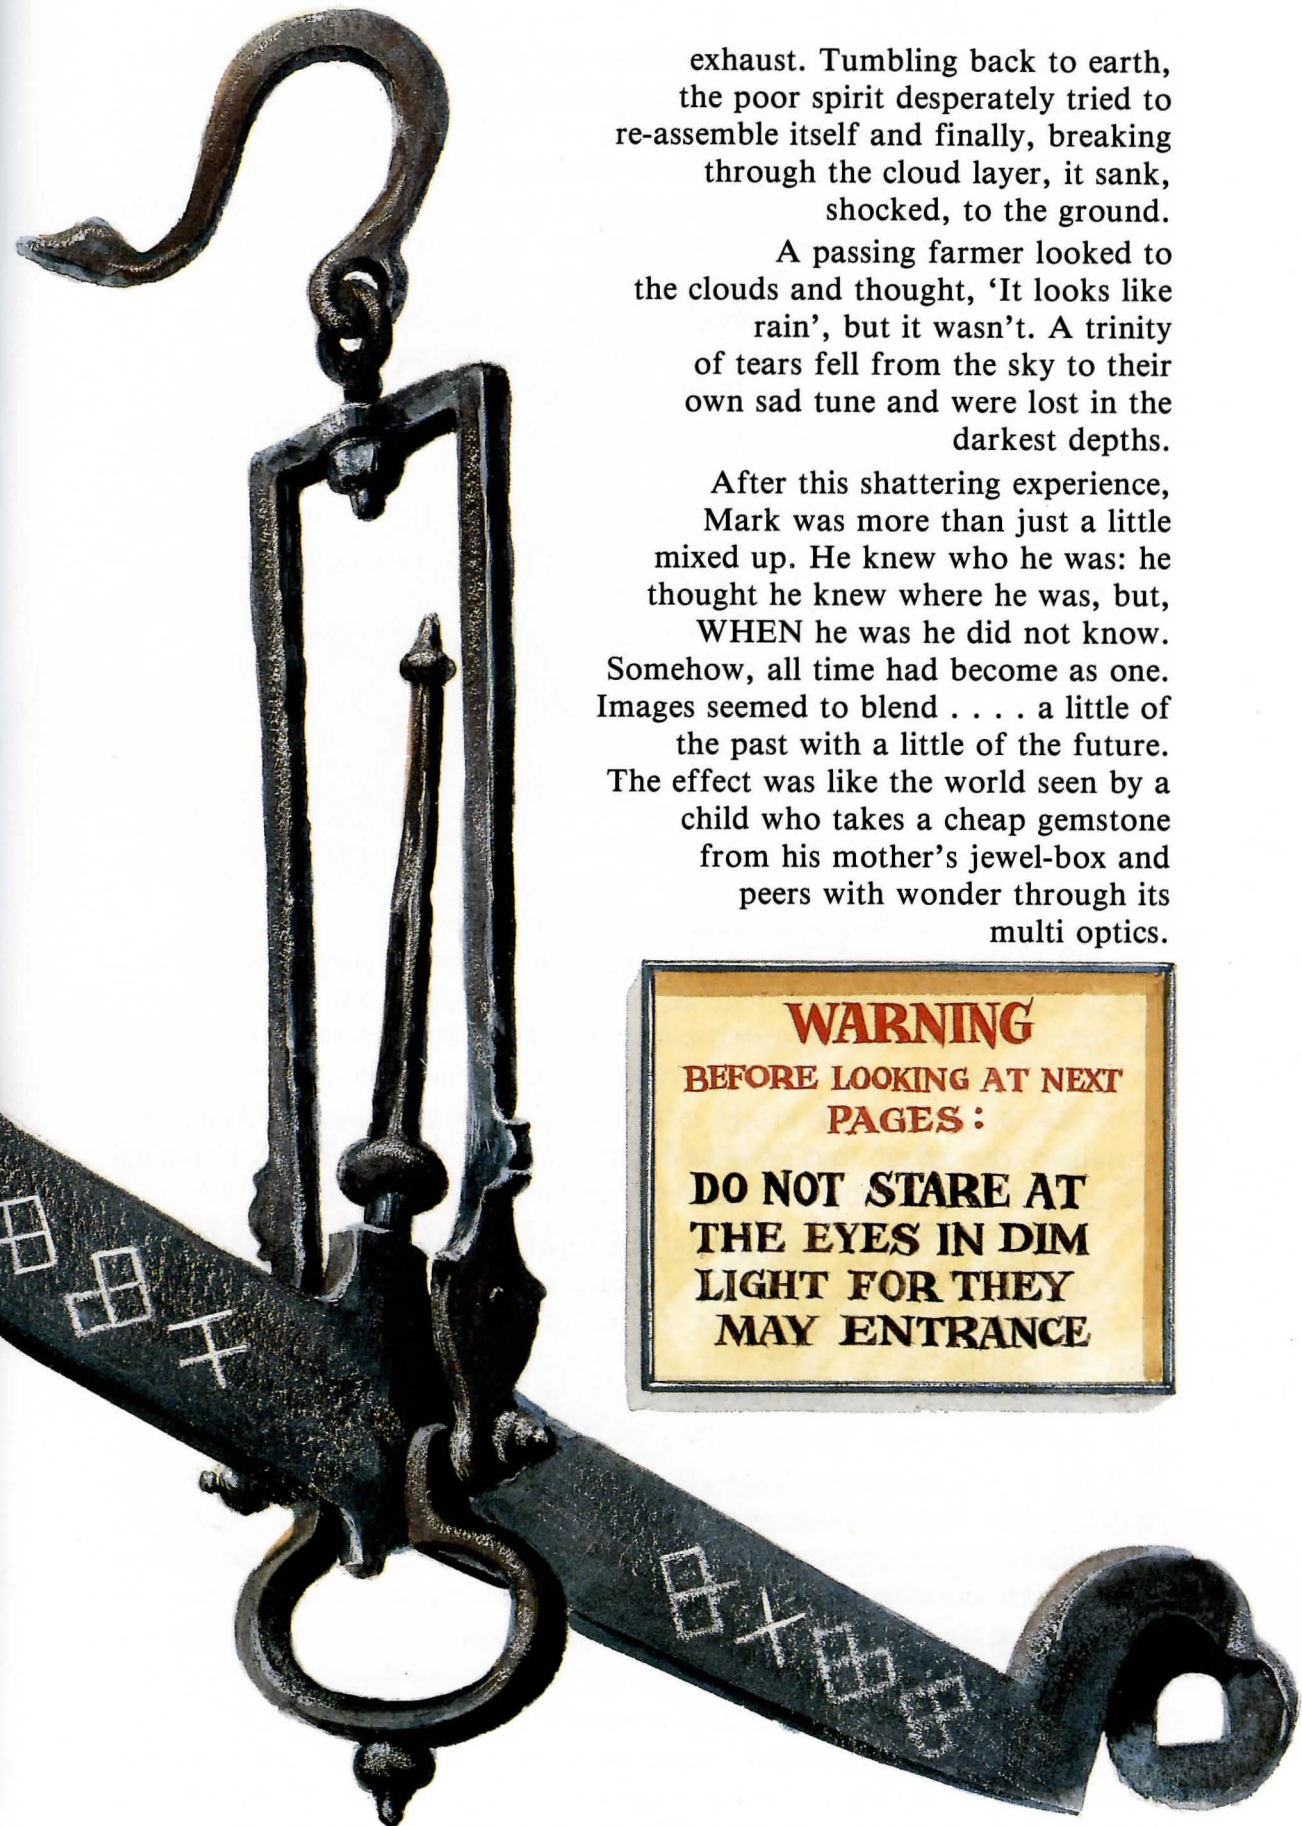 exhaust. Tumbling back to earth,
the poor spirit desperately tried to
re-assemble itself and finally, breaking
through the cloud layer, it sank,
shocked, to the ground.
A passing farmer looked to
the clouds and thought, ‘It looks like
rain’, but it wasn’t. A trinity
of tears fell from the sky to their
own sad tune and were lost in the
darkest depths.
After this shattering experience,
Mark was more than just a little
mixed up. He knew who he was: he
thought he knew where he was, but,
WHEN he was he did not know.
Somehow, all time had become as one.
Images seemed to blend . . . . a little of
the past with a little of the future.
The effect was like the world seen by a
child who takes a cheap gemstone
from his mother’s jewel-box and
peers with wonder through its
multi optics.
WARNING
BEFORE LOOKING AT NEXT
PAGES :
DO NOT STARE AT
THE EYES IN DIM
LIGHT FOR THEY
MAY ENTRANCE